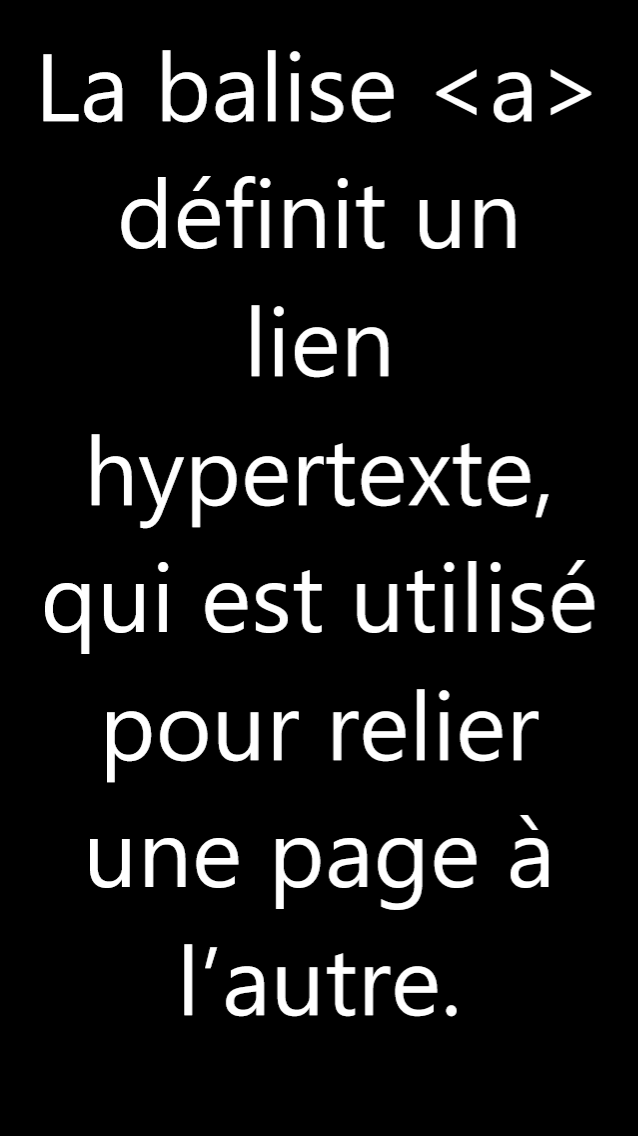 La balise <a>
définit un
lien
hypertexte,
qui est utilisé
pour relier
une page à
l’autre.